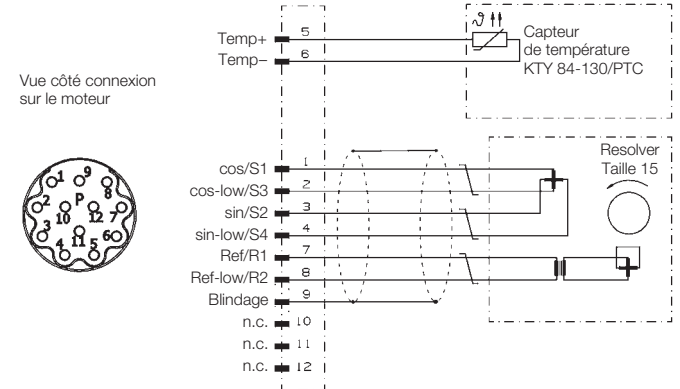 Temp+ 5
Temp– 6
ϑ
Capteur
de température
KTY 84-130/PTC
Vue côté connexion
sur le moteur
Resolver
Taille 15
cos/S1 1
cos-low/S3 2
sin/S2 3
sin-low/S4 4
Ref/R1 7
Ref-low/R2 8
Blindage 9
n.c. 10
n.c. 11
n.c. 12
1 9 8
2 P 7
10 12
3 11 6
4 5